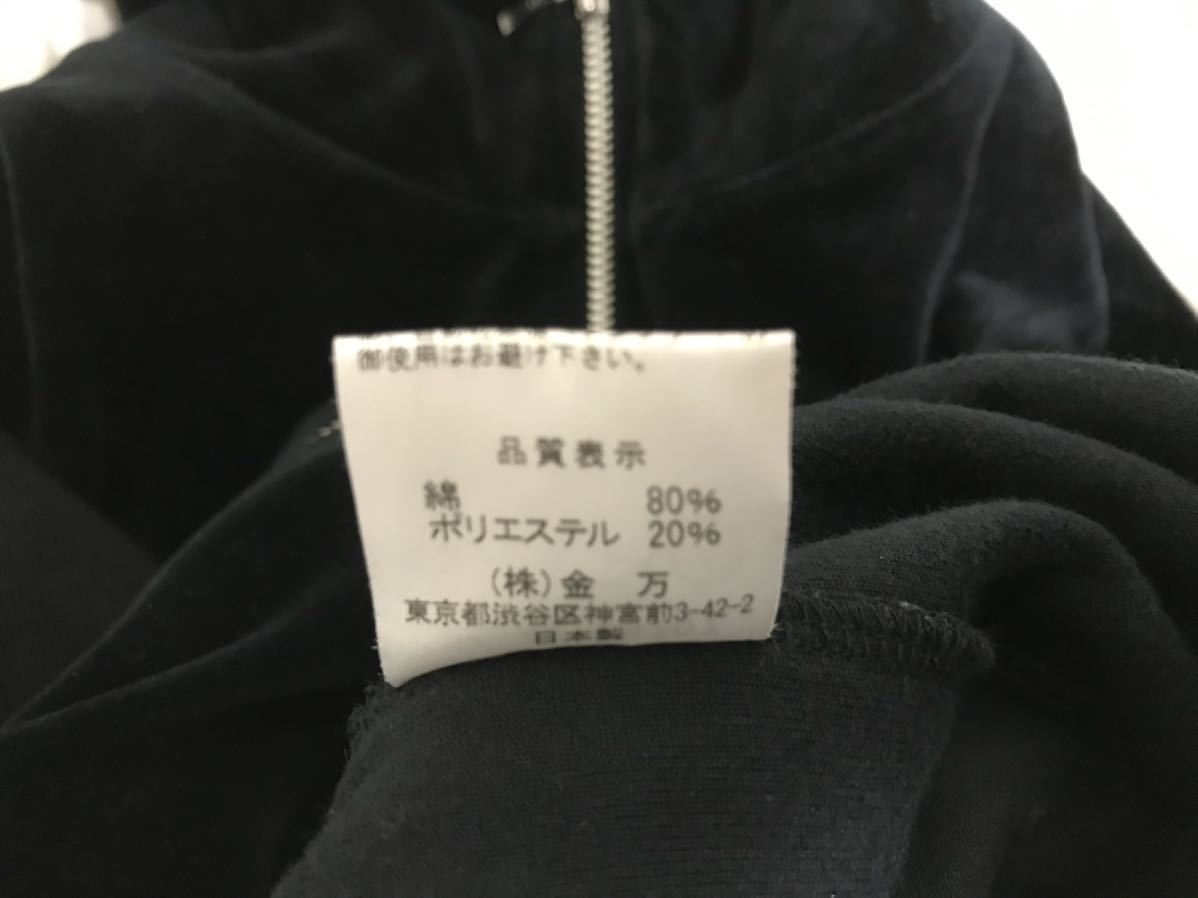 御使用はお避け下さい。
品質表示
綿 80%
ポリエステル 20%
(株)金 万
東京都渋谷区神宮前3-42-2
日本製